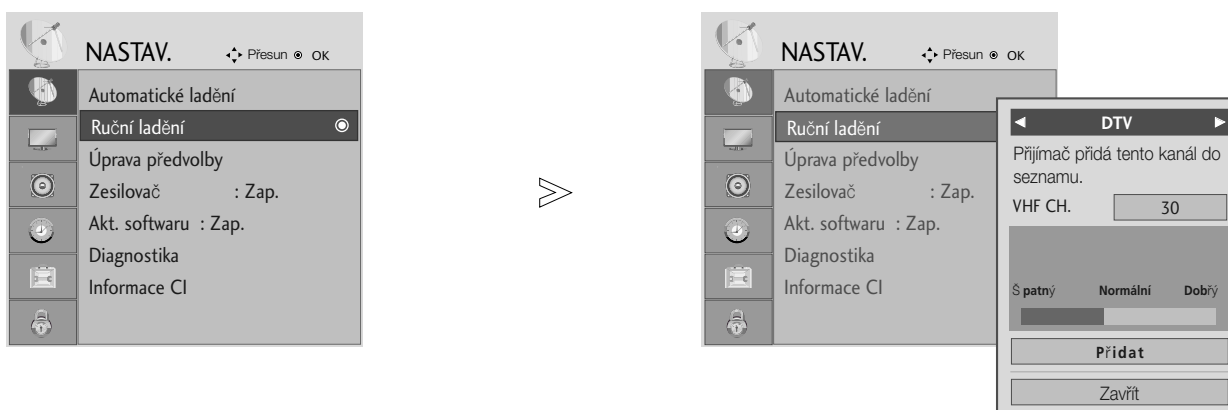 NASTAV. Přesun OK
Automatické ladění
Ruční ladění
Úprava předvolby
Zesilovač : Zap.
Akt. softwaru : Zap.
Diagnostika
Informace CI
NASTAV. Přesun OK
Automatické ladění
Ruční ladění
Úprava předvolby
Zesilovač : Zap.
Akt. softwaru : Zap.
Diagnostika
Informace CI
DTV
Přijímač přidá tento kanál do
seznamu.
VHF CH. 30
Š patný Normální Dobřý
Přidat
Zavřít